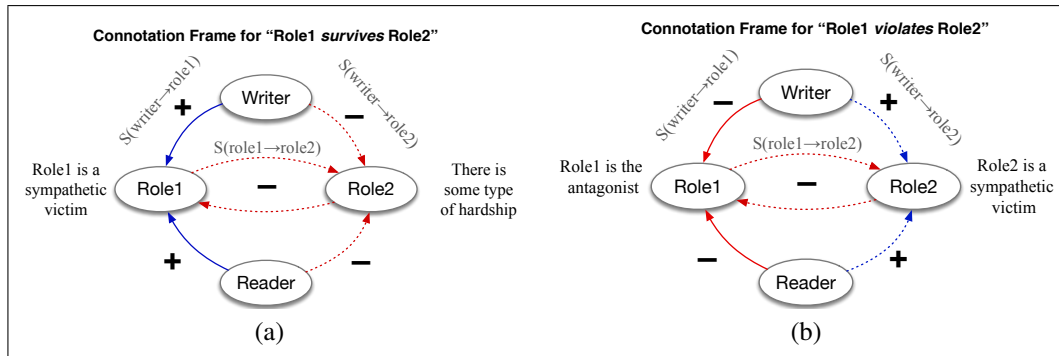 Connotation Frame for “Role1 survives Role2”
S(writer→role1)
+
Writer
–
S(writer→role2)
S(role1→role2)
Role1 is a
sympathetic
victim
Role1
–
Role2
There is
some type
of hardship
+
Reader
–
(a)
Connotation Frame for “Role1 violates Role2”
S(writer→role1)
–
Writer
+
S(writer→role2)
S(role1→role2)
Role1 is the
antagonist
Role1
–
Role2
Role2 is a
sympathetic
victim
–
Reader
+
(b)